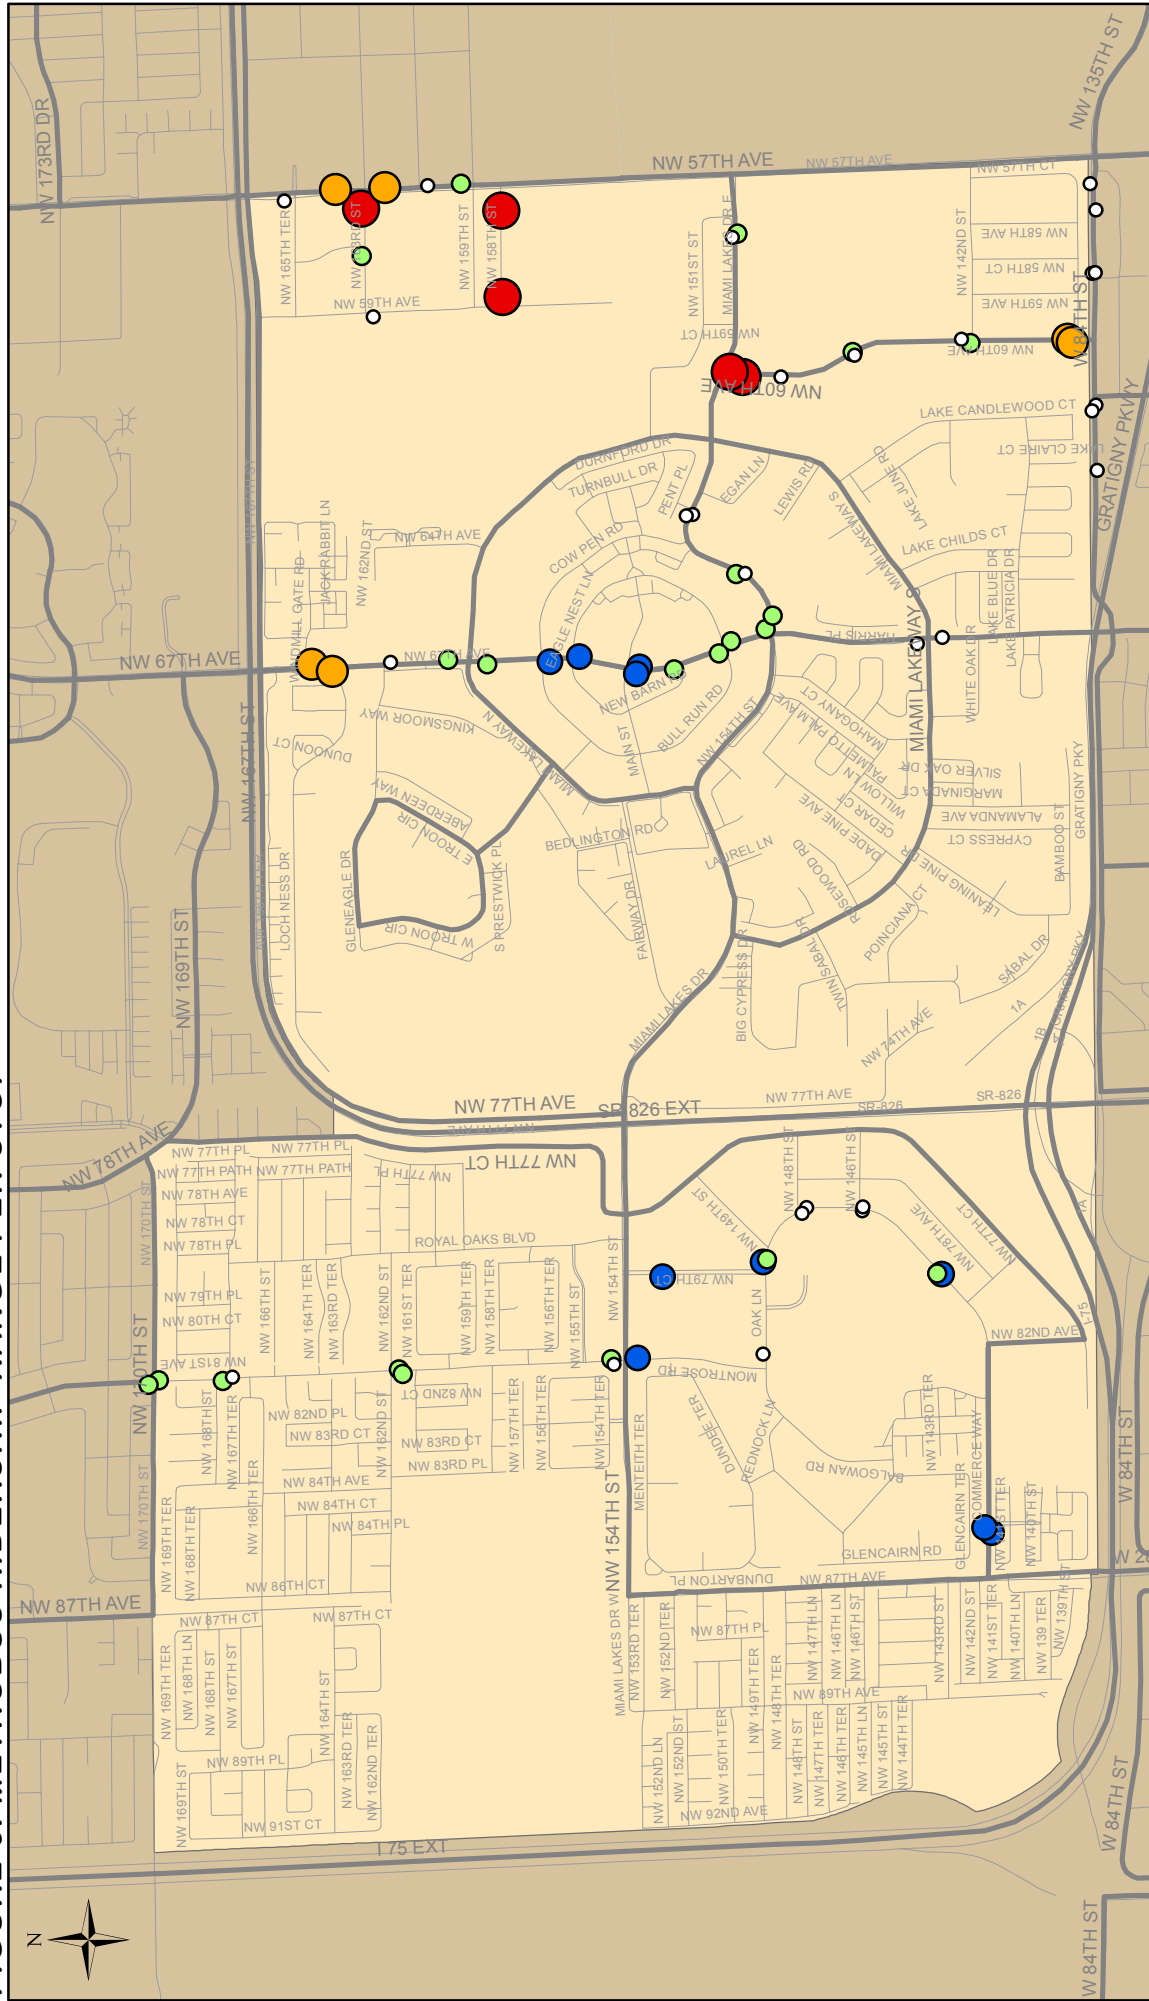 NW 173RD DR
NW 135TH ST
NW 57TH AVE
NW 57TH AVE
NW 57TH CT
NW 165TH TER
NW 163RD ST
NW 159TH ST
NW 158TH ST
NW 59TH AVE
NW 151ST ST
MIAMI LAKES DR E
NW 142ND ST
NW 58TH AVE
NW 58TH CT
NW 59TH AVE
W 84TH ST
NW 59TH CT
NW 60TH AVE
NW 60TH AVE
LAKE CANDLEWOOD CT
LAKE CLAIRE CT
GRATIGNY PKWY
DURNFORD DR
TURNBULL DR
PENT PL
EGAN LN
LEWIS RD
LAKE JUNE RD
MIAMI LAKEWAY S
LAKE CHILDS CT
NW 167TH ST
JACK RABBIT LN
NW 162ND ST
NW 64TH AVE
COW PEN RD
EAGLE NEST LN
WINDMILL GATE RD
LAKE BLUE DR
LAKE PATRICIA DR
HARRIS PL
WHITE OAK DR
NW 67TH AVE
NW 67TH AVE
NEW BARN RD
BULL RUN RD
NW 154TH ST
MAIN ST
MIAMI LAKEWAY S
MAHOGANY CT
PALMETTO PALM AVE
WILLOW LN
CEDAR CT
DADE PINE AVE
SILVER OAK DR
MARGINADA CT
ALAMANDA AVE
CYPRESS CT
BAMBOO ST
GRATIGNY PKY
KINGSMOOR WAY
DUNOON CT
NW 167TH ST
MIAMI LAKEWAY N
ABERDEEN WAY
E TROON CIR
GLENEAGLE DR
LOCH NESS DR
W TROON CIR
S PRESTWICK PL
BEDLINGTON RD
FAIRWAY DR
LAUREL LN
ROSEWOOD RD
POINCIANA CT
LEANING PINE DR
SABAL DR
TWIN SABAL DR
BIG CYPRESS DR
MIAMI LAKES DR
NW 169TH ST
NW 74TH AVE
1A
1B
NW 77TH AVE
NW 77TH AVE
NW 77TH AVE
SR 826 EXT
SR-826
SR-826
NW 78TH AVE
NW 77TH CT
NW 77TH PL
NW 77TH PL
NW 77TH PATH
NW 77TH PATH
NW 77TH PL
NW 78TH AVE
NW 78TH CT
NW 78TH PL
NW 170TH ST
ROYAL OAKS BLVD
NW 148TH ST
NW 146TH ST
NW 149TH ST
NW 78TH AVE
NW 77TH CT
1A
NW 79TH PL
NW 80TH CT
NW 81ST AVE
NW 166TH ST
NW 164TH TER
NW 163RD TER
NW 162ND ST
NW 161ST TER
NW 159TH TER
NW 158TH TER
NW 156TH TER
NW 155TH ST
NW 154TH ST
NW 79TH CT
OAK LN
I-75
NW 82ND AVE
NW 170TH ST
NW 168TH ST
NW 167TH TER
NW 82ND PL
NW 83RD CT
NW 162ND ST
NW 82ND CT
NW 83RD CT
NW 83RD PL
NW 157TH TER
NW 156TH TER
NW 154TH TER
MONTROSE RD
DUNDEE TER
REDNOCK LN
MENTEITH TER
BALGOWAN RD
NW 143RD TER
COMMERCE WAY
GLENCAIRN TER
W 84TH ST
NW 170TH ST
NW 169TH TER
NW 168TH TER
NW 166TH TER
NW 84TH AVE
NW 84TH CT
NW 84TH PL
NW 86TH CT
NW 154TH ST
GLENCAIRN RD
NW 141ST TER
NW 140TH ST
DUNBARTON PL
NW 87TH AVE
NW 87TH AVE
NW 87TH CT
NW 87TH CT
MIAMI LAKES DR W
NW 153RD TER
NW 152ND TER
NW 87TH PL
NW 149TH TER
NW 148TH TER
NW 147TH LN
NW 146TH LN
NW 146TH ST
NW 143RD ST
NW 142ND ST
NW 141ST TER
NW 140TH LN
NW 139 TER
NW 139TH ST
NW 169TH TER
NW 168TH LN
NW 168TH ST
NW 167TH ST
NW 164TH ST
NW 163RD TER
NW 162ND TER
NW 89TH AVE
NW 152ND LN
NW 152ND ST
NW 150TH TER
NW 148TH ST
NW 147TH TER
NW 146TH TER
NW 145TH LN
NW 145TH ST
NW 144TH TER
NW 169TH ST
NW 89TH PL
NW 91ST CT
NW 92ND AVE
I 75 EXT
W 84TH ST
W 84TH ST
N